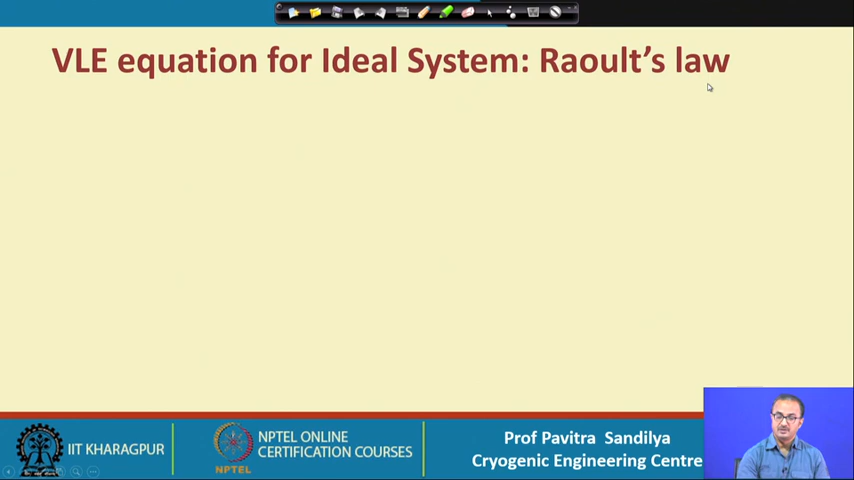 VLE equation for Ideal System: Raoult's law
IIT KHARAGPUR
NPTEL
NPTEL ONLINE
CERTIFICATION COURSES
Prof Pavitra Sandilya
Cryogenic Engineering Centre